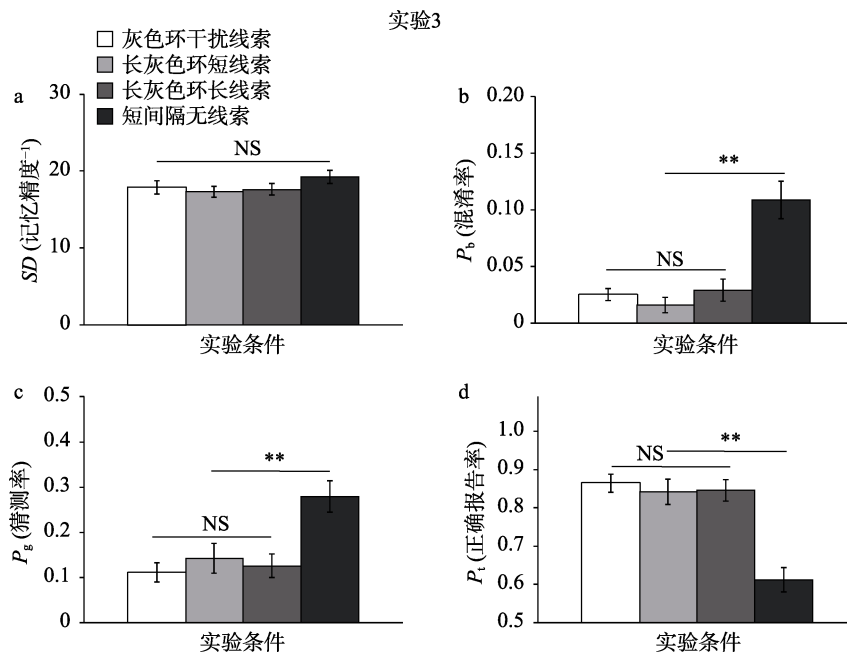 实验3
灰色环干扰线索
长灰色环短线索
长灰色环长线索
短间隔无线索
a
SD (记忆精度⁻¹)
30
20
10
0
NS
实验条件
b
Pb (混淆率)
0.20
0.15
0.10
0.05
0
**
NS
实验条件
c
Pg (猜测率)
0.5
0.4
0.3
0.2
0.1
0
**
NS
实验条件
d
Pt (正确报告率)
1.0
0.9
0.8
0.7
0.6
0.5
NS
**
实验条件